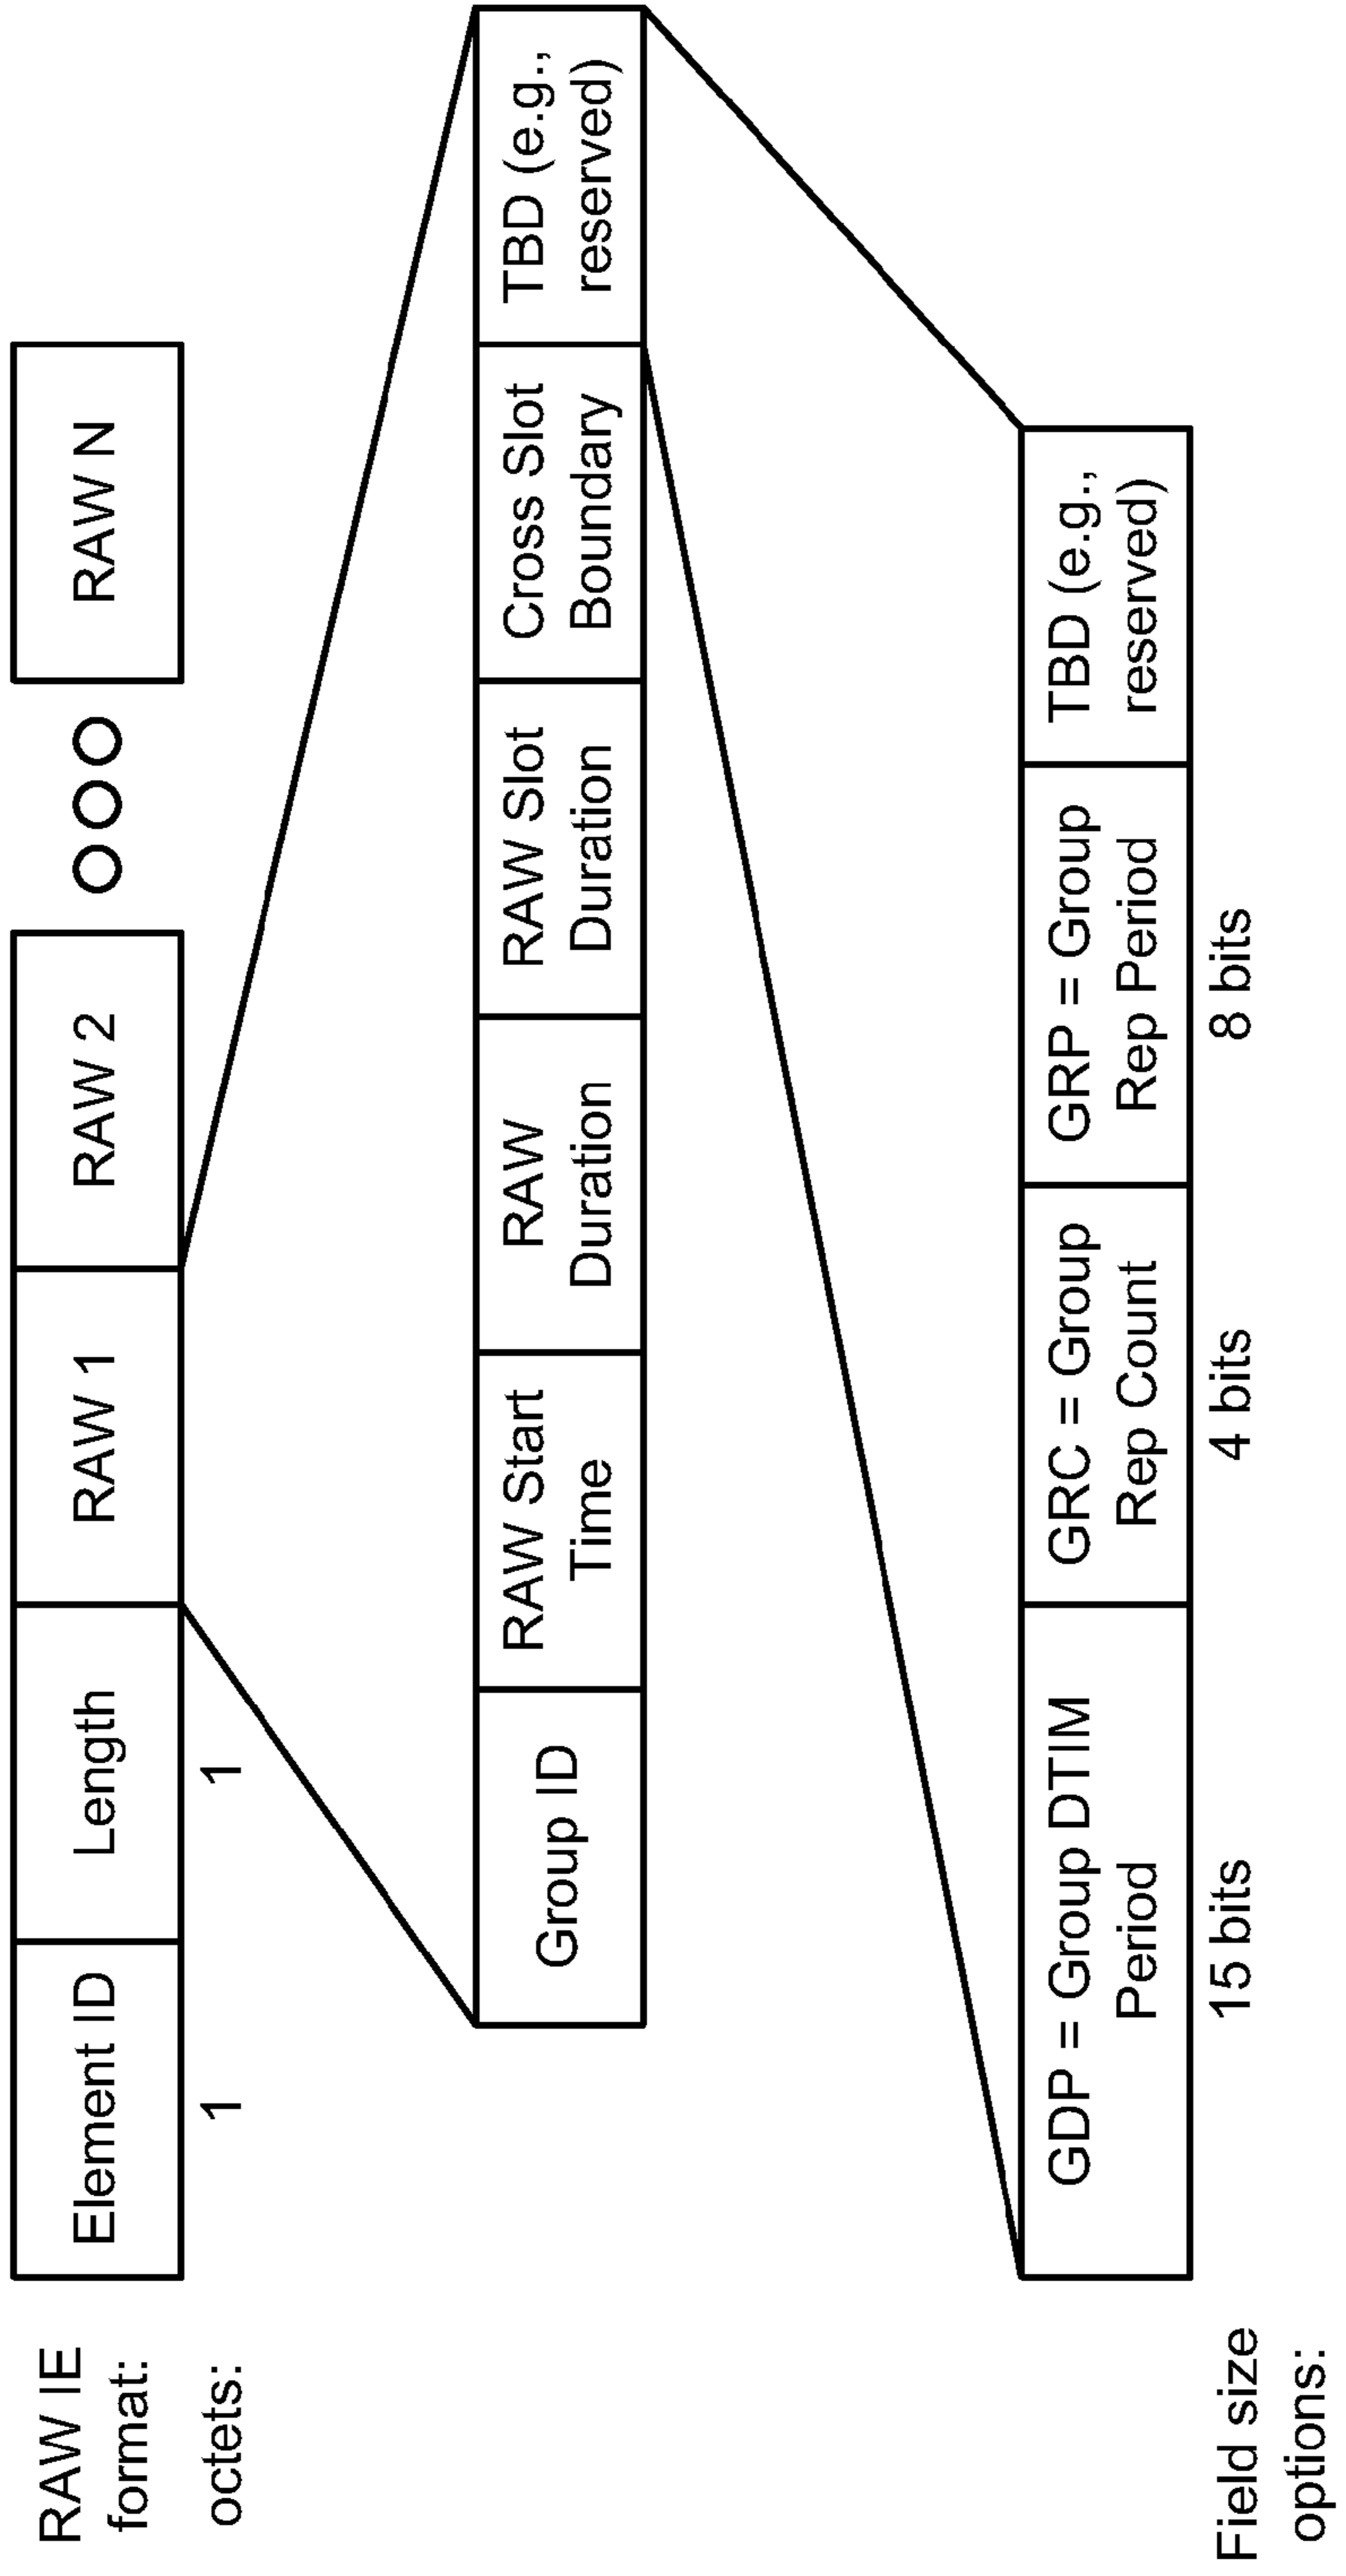 RAW IE
format:
Element ID
Length
RAW 1
RAW 2
RAW N
octets:
1
1
Group ID
RAW Start
Time
RAW
Duration
RAW Slot
Duration
Cross Slot
Boundary
TBD (e.g.,
reserved)
GDP = Group DTIM
Period
GRC = Group
Rep Count
GRP = Group
Rep Period
TBD (e.g.,
reserved)
Field size
options:
15 bits
4 bits
8 bits